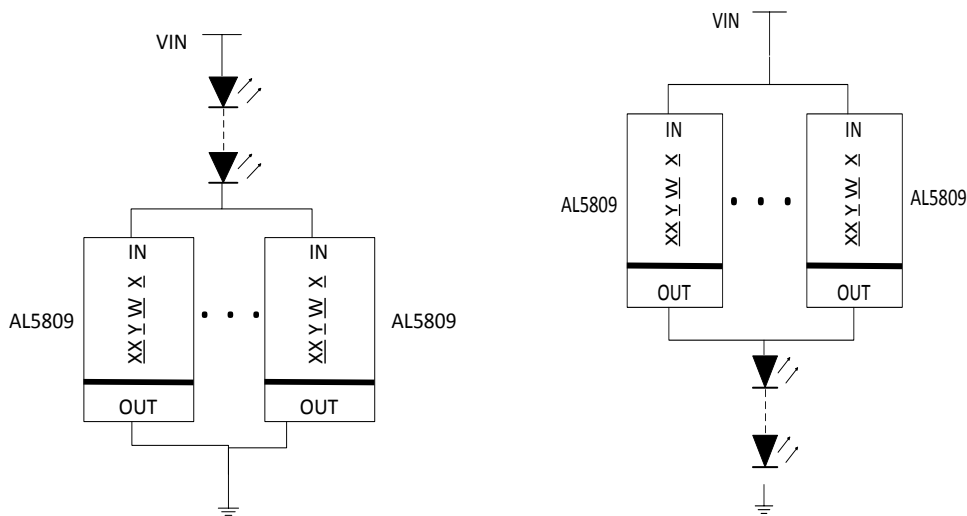 VIN
IN
XX Y W X
OUT
AL5809
IN
XX Y W X
OUT
AL5809
VIN
IN
XX Y W X
OUT
AL5809
IN
XX Y W X
OUT
AL5809